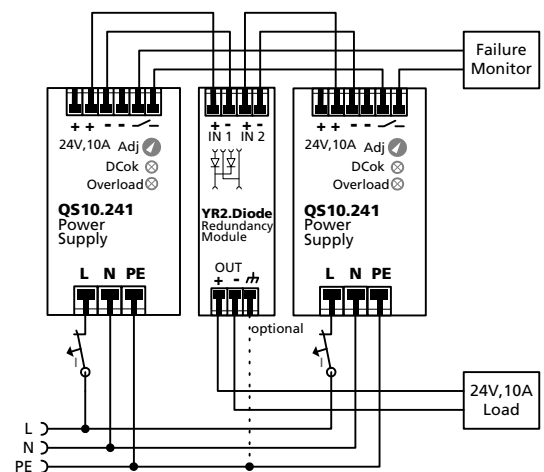 Failure
Monitor
+ + - -
24V,10A Adj
DCok
Overload
QS10.241
Power
Supply
L N PE
+ - + -
IN 1 IN 2
YR2.Diode
Redundancy
Module
OUT
+ -
optional
+ + - -
24V,10A Adj
DCok
Overload
QS10.241
Power
Supply
L N PE
I
I
24V,10A
Load
L
N
PE